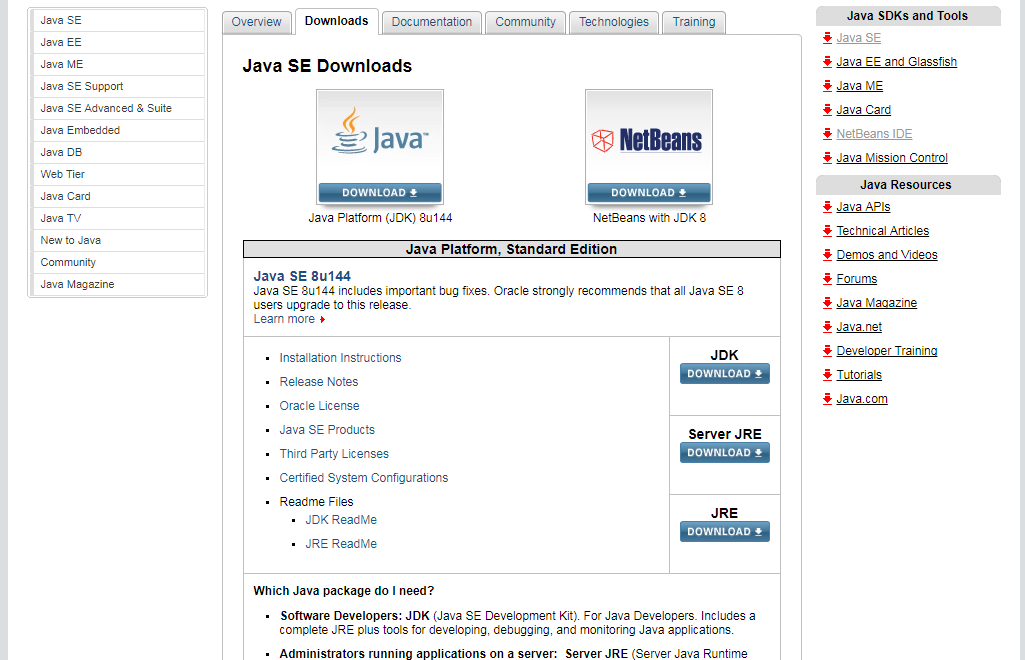 Java SE
Java EE
Java ME
Java SE Support
Java SE Advanced & Suite
Java Embedded
Java DB
Web Tier
Java Card
Java TV
New to Java
Community
Java Magazine
Overview
Downloads
Documentation
Community
Technologies
Training
Java SE Downloads
Java™
DOWNLOAD
Java Platform (JDK) 8u144
NetBeans
DOWNLOAD
NetBeans with JDK 8
Java Platform, Standard Edition
Java SE 8u144
Java SE 8u144 includes important bug fixes. Oracle strongly recommends that all Java SE 8
users upgrade to this release.
Learn more
Installation Instructions
Release Notes
Oracle License
Java SE Products
Third Party Licenses
Certified System Configurations
Readme Files
JDK ReadMe
JRE ReadMe
JDK
DOWNLOAD
Server JRE
DOWNLOAD
JRE
DOWNLOAD
Which Java package do I need?
Software Developers: JDK (Java SE Development Kit). For Java Developers. Includes a
complete JRE plus tools for developing, debugging, and monitoring Java applications.
Administrators running applications on a server: Server JRE (Server Java Runtime
Java SDKs and Tools
Java SE
Java EE and Glassfish
Java ME
Java Card
NetBeans IDE
Java Mission Control
Java Resources
Java APIs
Technical Articles
Demos and Videos
Forums
Java Magazine
Java.net
Developer Training
Tutorials
Java.com